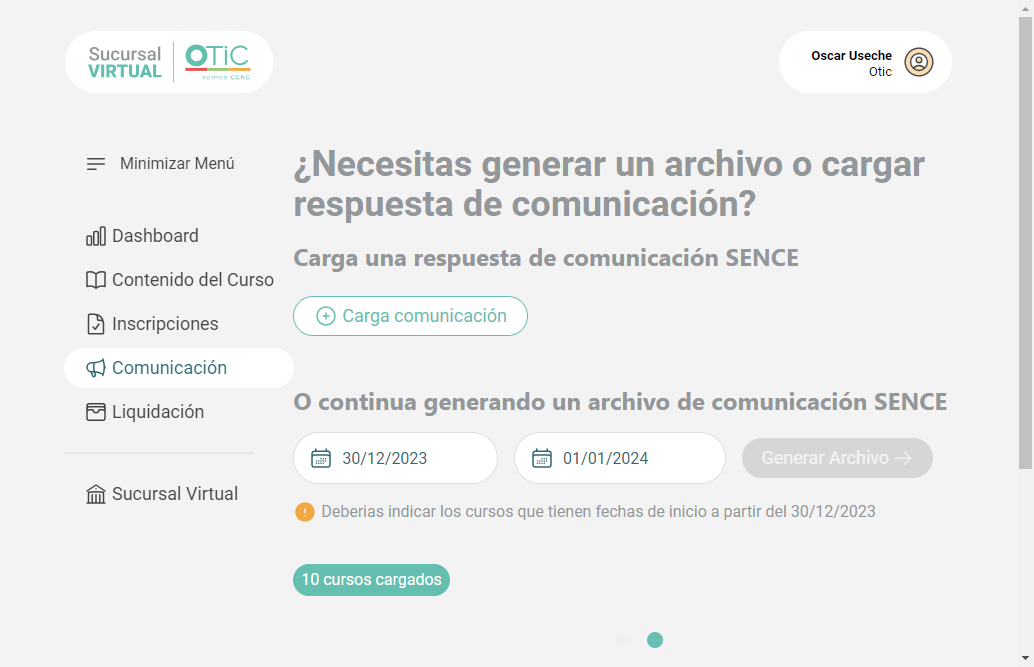 Sucursal
VIRTUAL
OTiC
somos CChC
Oscar Useche
Otic
Minimizar Menú
Dashboard
Contenido del Curso
Inscripciones
Comunicación
Liquidación
Sucursal Virtual
¿Necesitas generar un archivo o cargar
respuesta de comunicación?
Carga una respuesta de comunicación SENCE
Carga comunicación
O continua generando un archivo de comunicación SENCE
30/12/2023
01/01/2024
Generar Archivo
Deberias indicar los cursos que tienen fechas de inicio a partir del 30/12/2023
10 cursos cargados